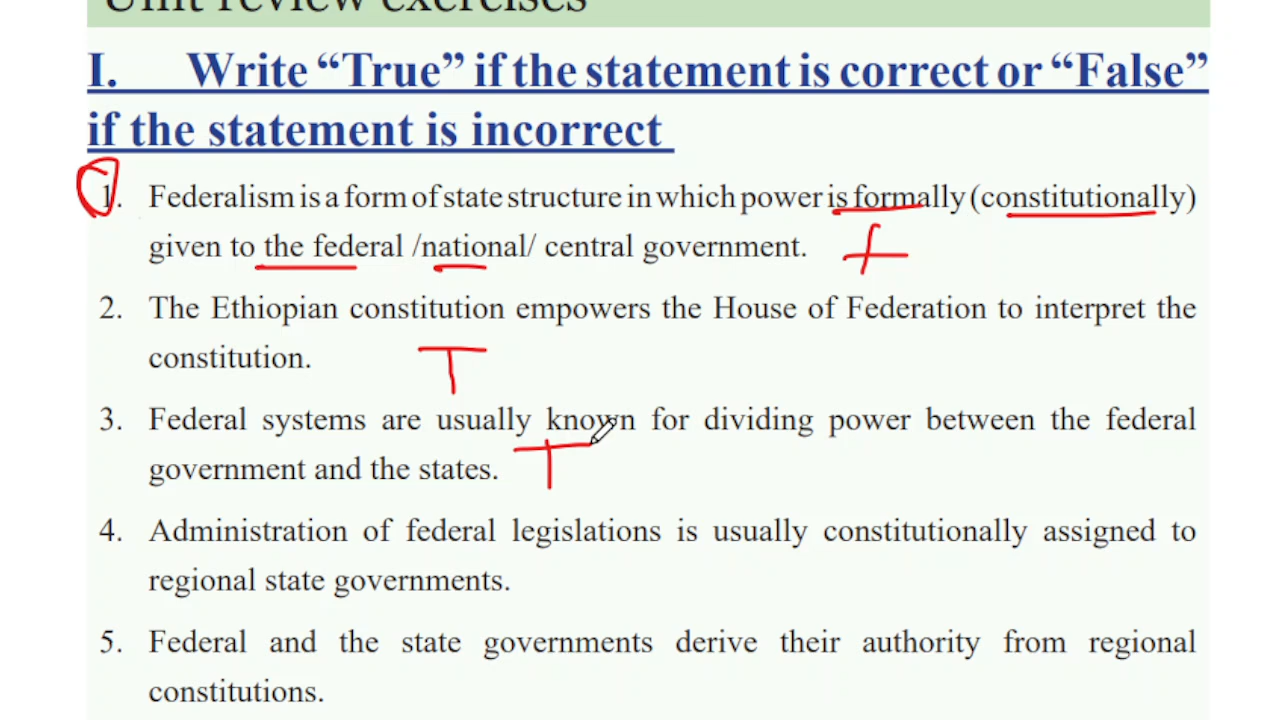 Unit review exercises
I. Write “True” if the statement is correct or “False”
if the statement is incorrect
1. Federalism is a form of state structure in which power is formally (constitutionally)
given to the federal /national/ central government. F
2. The Ethiopian constitution empowers the House of Federation to interpret the
constitution. T
3. Federal systems are usually known for dividing power between the federal
government and the states. T
4. Administration of federal legislations is usually constitutionally assigned to
regional state governments.
5. Federal and the state governments derive their authority from regional
constitutions.